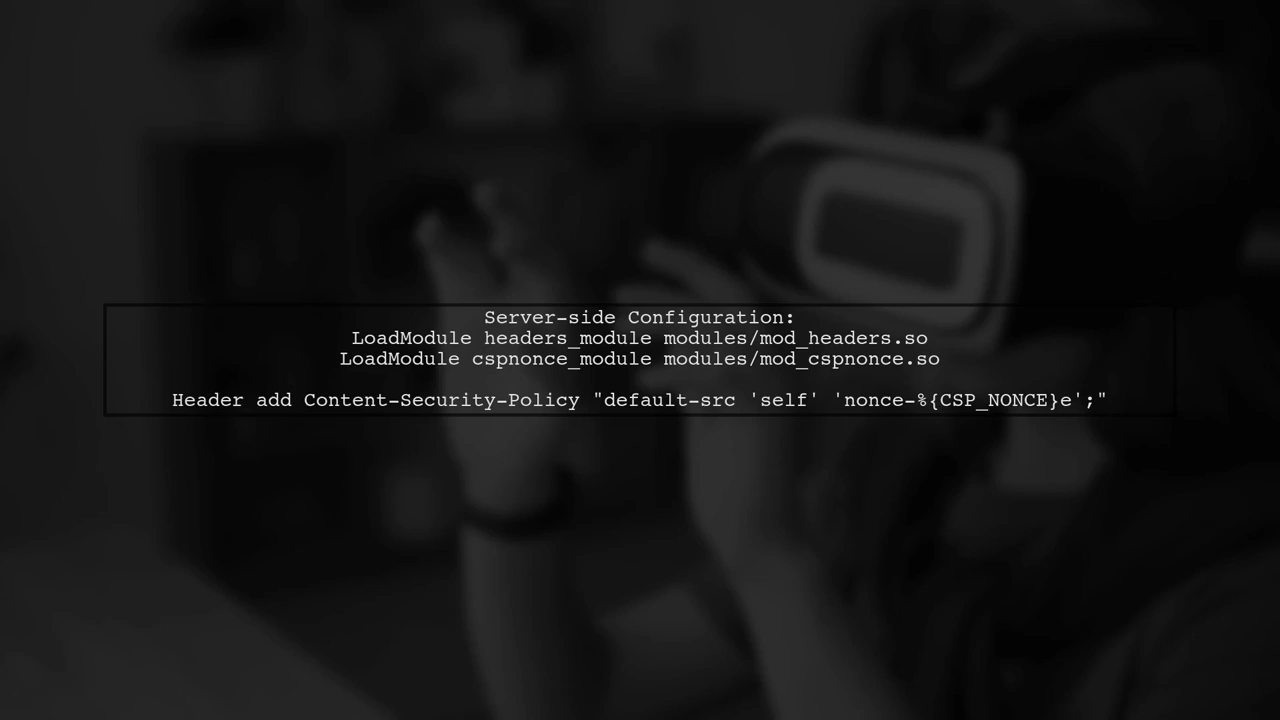 Server-side Configuration:
LoadModule headers_module modules/mod_headers.so
LoadModule cspnonce_module modules/mod_cspnonce.so
Header add Content-Security-Policy "default-src 'self' 'nonce-%{CSP_NONCE}e';"